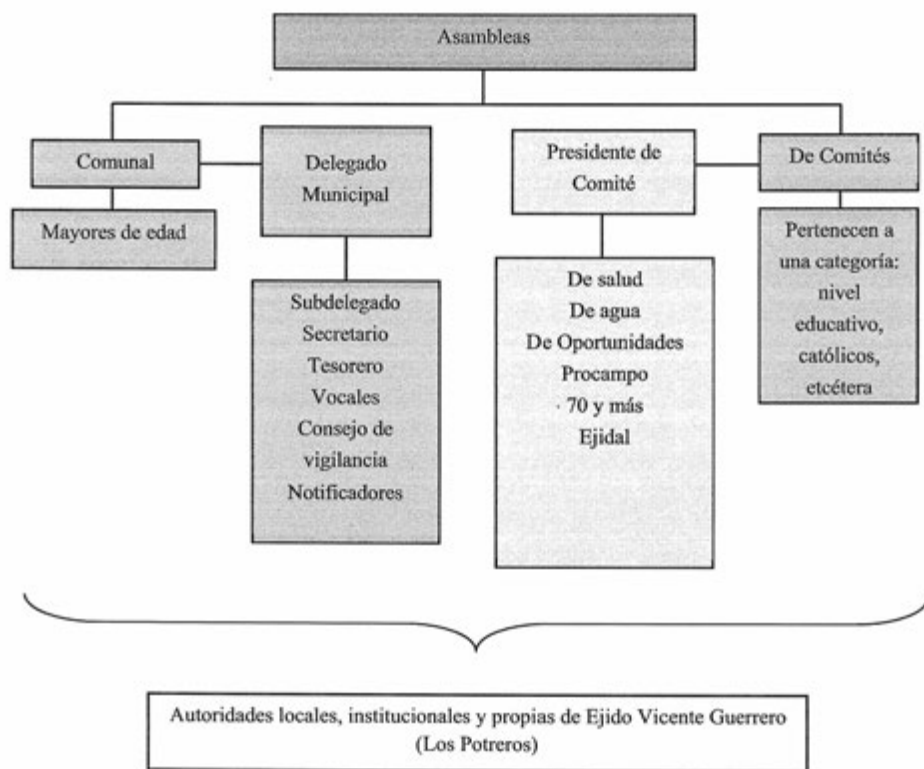 Asambleas
Comunal
Mayores de edad
Delegado
Municipal
Subdelegado
Secretario
Tesorero
Vocales
Consejo de
vigilancia
Notificadores
Presidente de
Comité
De salud
De agua
De Oportunidades
Procampo
70 y más
Ejidal
De Comités
Pertenecen a
una categoría:
nivel
educativo,
católicos,
etcétera
Autoridades locales, institucionales y propias de Ejido Vicente Guerrero
(Los Potreros)